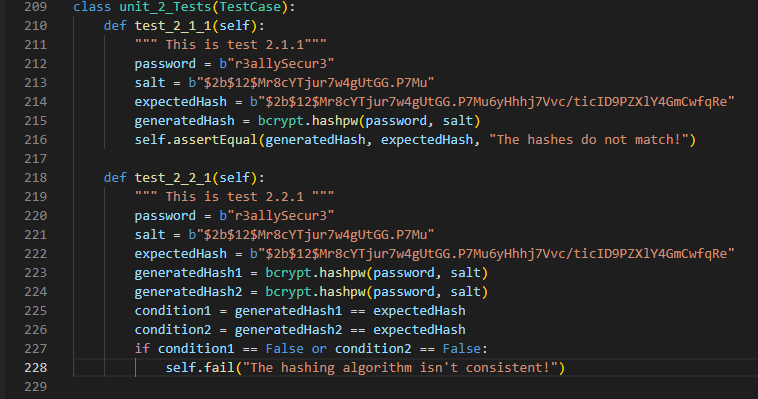 209 class unit_2_Tests(TestCase):
210     def test_2_1_1(self):
211         """ This is test 2.1.1"""
212         password = b"r3allySecur3"
213         salt = b"$2b$12$Mr8cYTjur7w4gUtGG.P7Mu"
214         expectedHash = b"$2b$12$Mr8cYTjur7w4gUtGG.P7Mu6yHhhj7Vvc/ticID9PZXlY4GmCwfqRe"
215         generatedHash = bcrypt.hashpw(password, salt)
216         self.assertEqual(generatedHash, expectedHash, "The hashes do not match!")
217
218     def test_2_2_1(self):
219         """ This is test 2.2.1 """
220         password = b"r3allySecur3"
221         salt = b"$2b$12$Mr8cYTjur7w4gUtGG.P7Mu"
222         expectedHash = b"$2b$12$Mr8cYTjur7w4gUtGG.P7Mu6yHhhj7Vvc/ticID9PZXlY4GmCwfqRe"
223         generatedHash1 = bcrypt.hashpw(password, salt)
224         generatedHash2 = bcrypt.hashpw(password, salt)
225         condition1 = generatedHash1 == expectedHash
226         condition2 = generatedHash2 == expectedHash
227         if condition1 == False or condition2 == False:
228             self.fail("The hashing algorithm isn't consistent!")
229